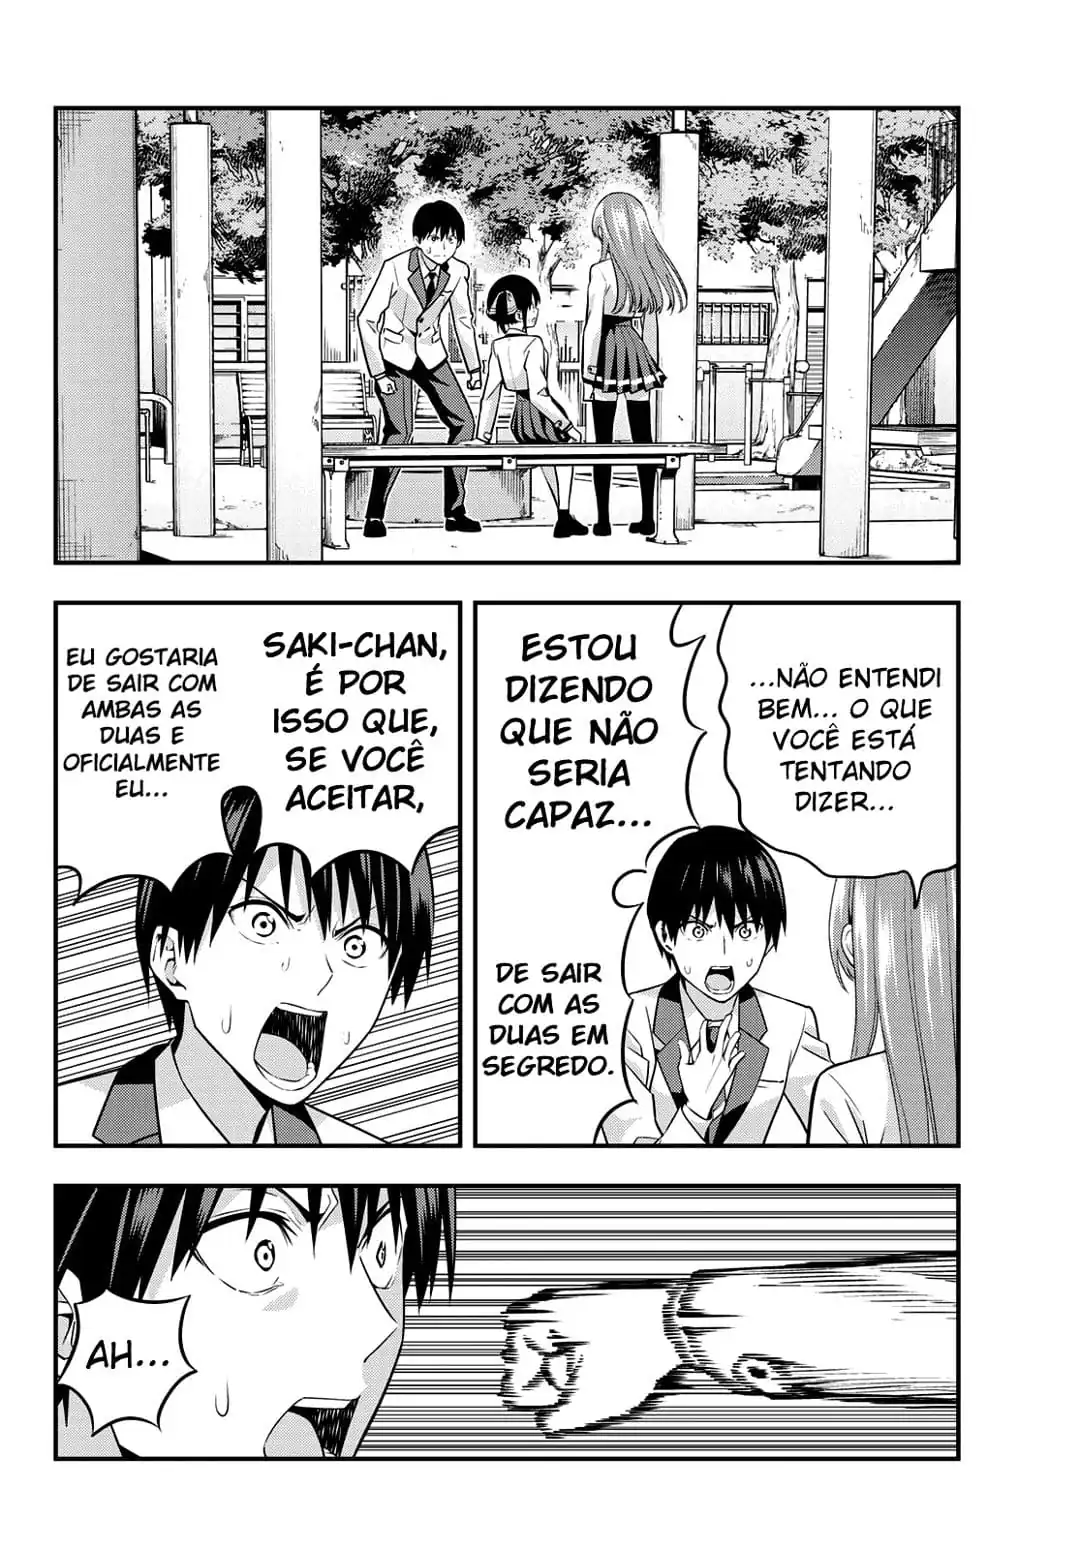 ...NÃO ENTENDI
BEM... O QUE
VOCÊ ESTÁ
TENTANDO
DIZER...
ESTOU
DIZENDO
QUE NÃO
SERIA
CAPAZ...
DE SAIR
COM AS
DUAS EM
SEGREDO.
SAKI-CHAN,
É POR
ISSO QUE,
SE VOCÊ
ACEITAR,
EU GOSTARIA
DE SAIR COM
AMBAS AS
DUAS E
OFICIALMENTE
EU...
AH...